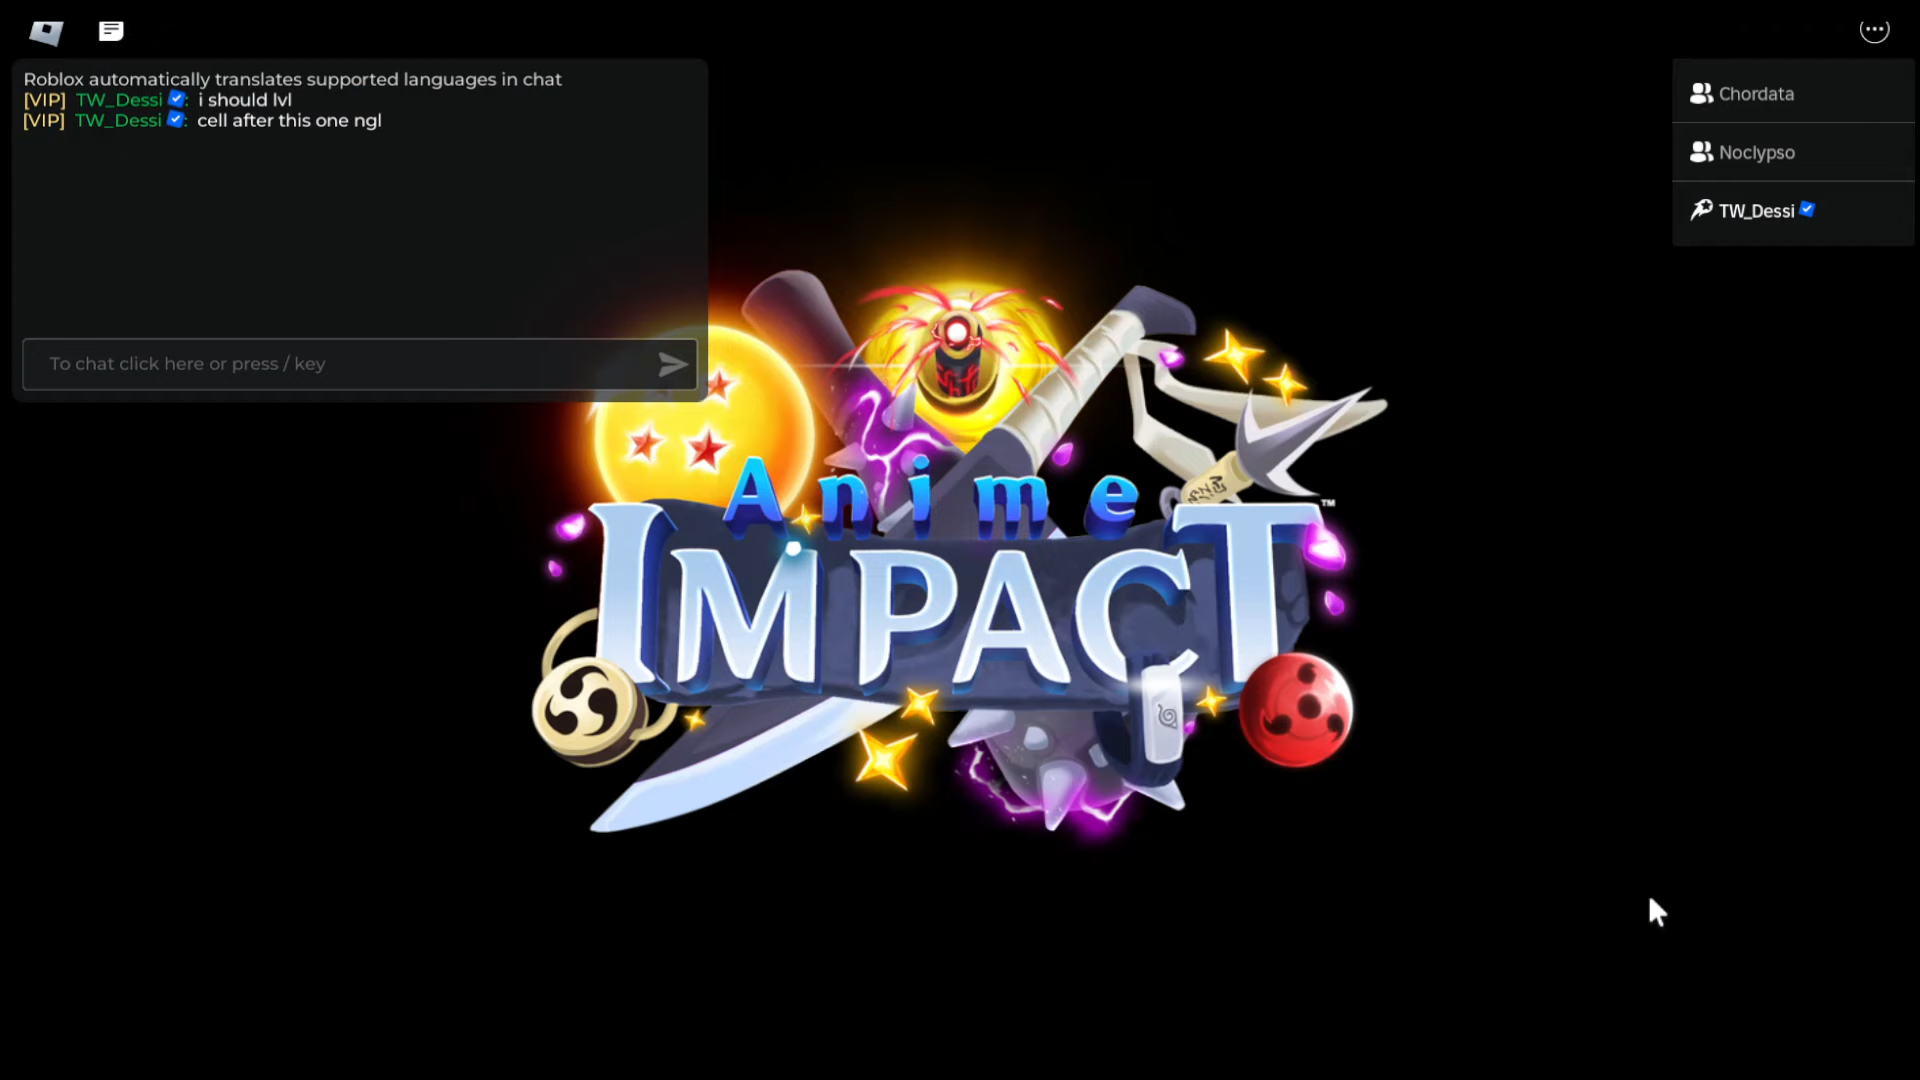 Roblox automatically translates supported languages in chat
[VIP] TW_Dessi: i should lvl
[VIP] TW_Dessi: cell after this one ngl
To chat click here or press / key
Chordata
Noclypso
TW_Dessi
Anime
IMPACT™